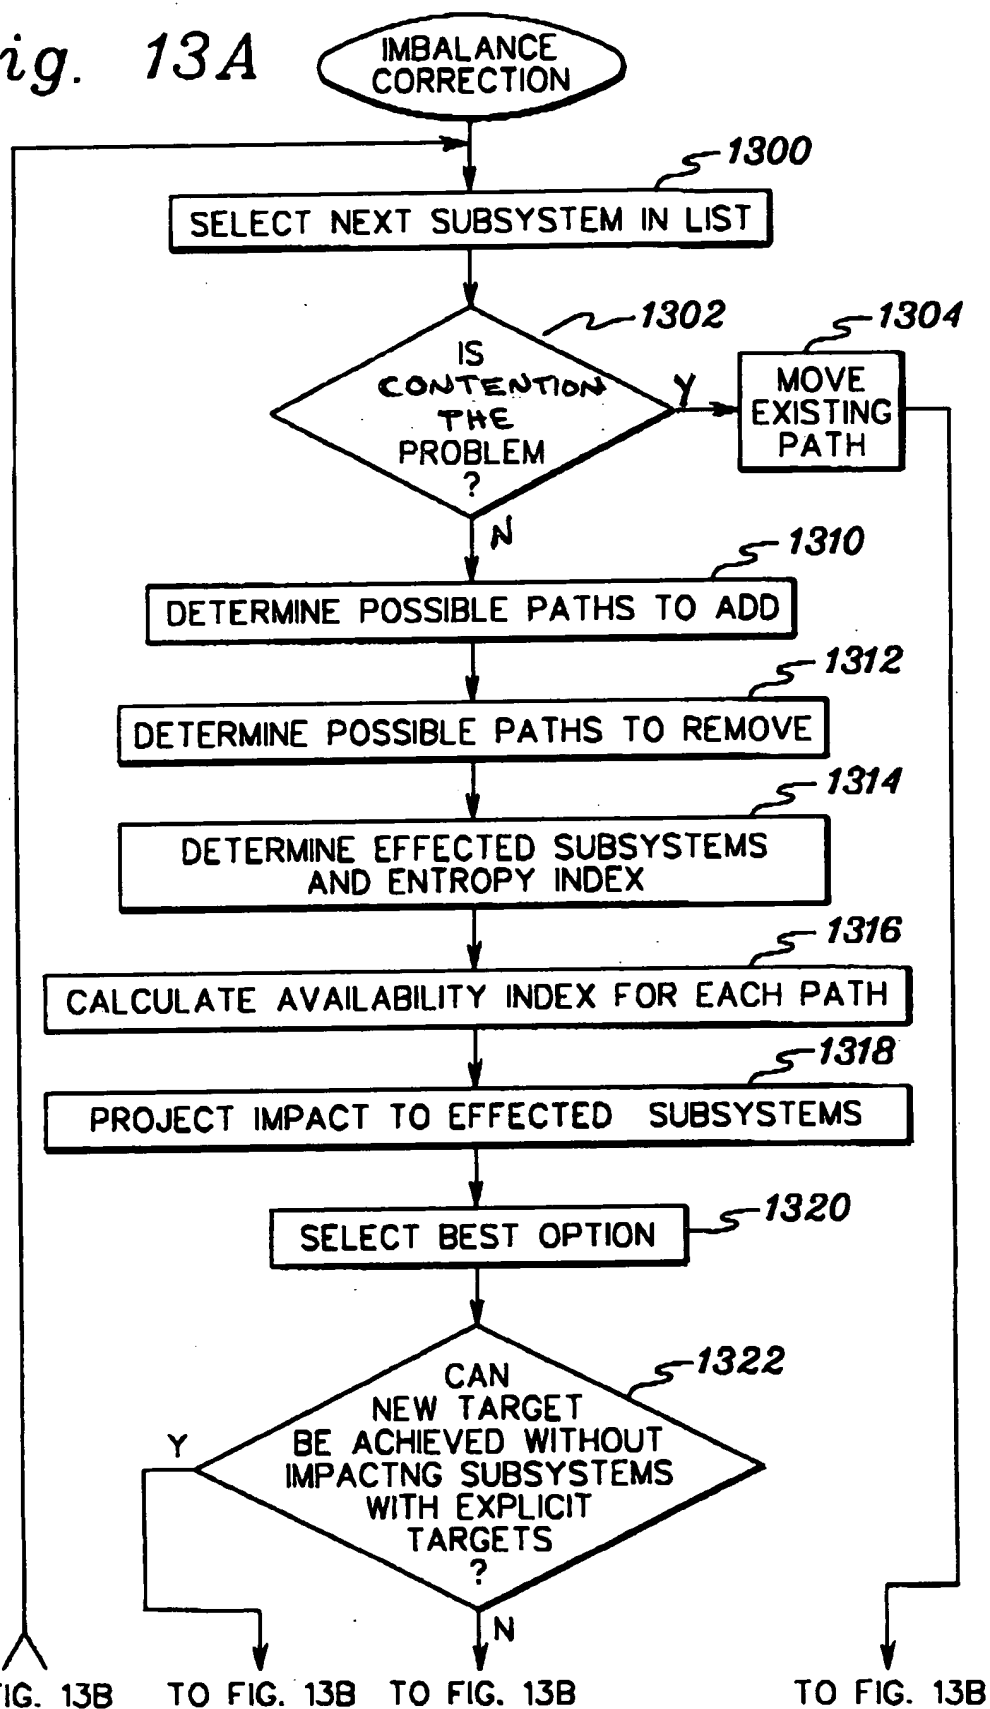 ig. 13A
IMBALANCE
CORRECTION
1300
SELECT NEXT SUBSYSTEM IN LIST
1302
IS
CONTENTION
THE
PROBLEM
?
Y
1304
MOVE
EXISTING
PATH
N
1310
DETERMINE POSSIBLE PATHS TO ADD
1312
DETERMINE POSSIBLE PATHS TO REMOVE
1314
DETERMINE EFFECTED SUBSYSTEMS
AND ENTROPY INDEX
1316
CALCULATE AVAILABILITY INDEX FOR EACH PATH
1318
PROJECT IMPACT TO EFFECTED SUBSYSTEMS
1320
SELECT BEST OPTION
1322
CAN
NEW TARGET
BE ACHIEVED WITHOUT
IMPACTNG SUBSYSTEMS
WITH EXPLICIT
TARGETS
?
Y
N
IG. 13B
TO FIG. 13B
TO FIG. 13B
TO FIG. 13B